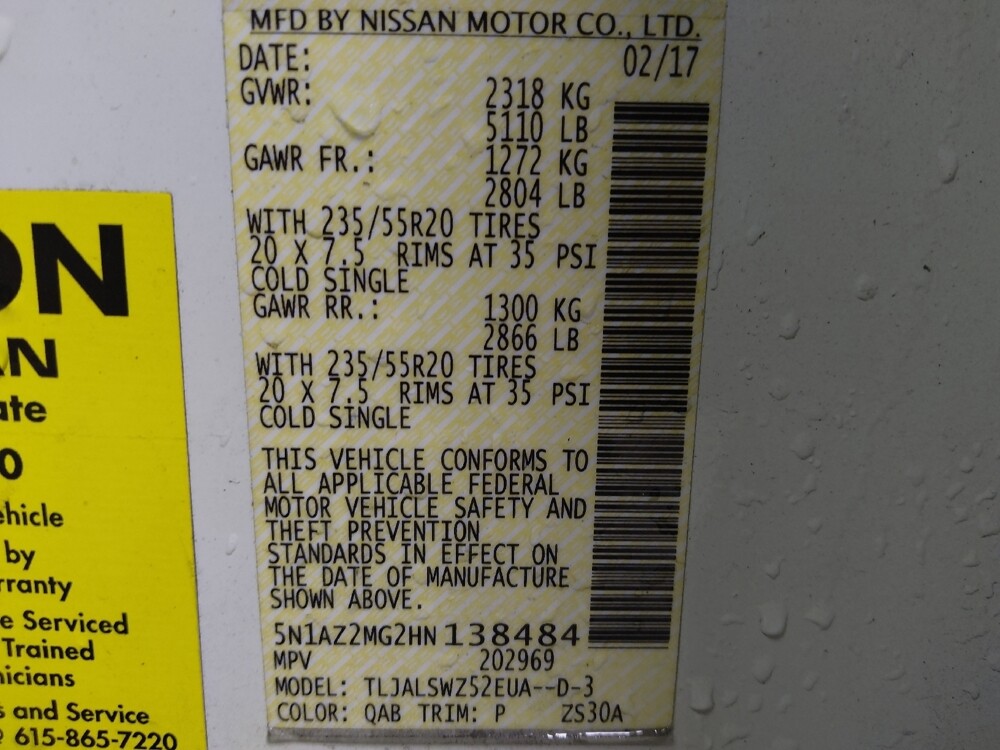 MFD BY NISSAN MOTOR CO., LTD.
DATE: 02/17
GVWR: 2318 KG
5110 LB
GAWR FR.: 1272 KG
2804 LB
WITH 235/55R20 TIRES
20 X 7.5 RIMS AT 35 PSI
COLD SINGLE
GAWR RR.: 1300 KG
2866 LB
WITH 235/55R20 TIRES
20 X 7.5 RIMS AT 35 PSI
COLD SINGLE
THIS VEHICLE CONFORMS TO
ALL APPLICABLE FEDERAL
MOTOR VEHICLE SAFETY AND
THEFT PREVENTION
STANDARDS IN EFFECT ON
THE DATE OF MANUFACTURE
SHOWN ABOVE.
5N1AZ2MG2HN138484
MPV 202969
MODEL: TLJALSWZ52EUA--D-3
COLOR: QAB TRIM: P ZS30A
ON
AN
ate
0
ehicle
by
rranty
e Serviced
Trained
nicians
s and Service
615-865-7220